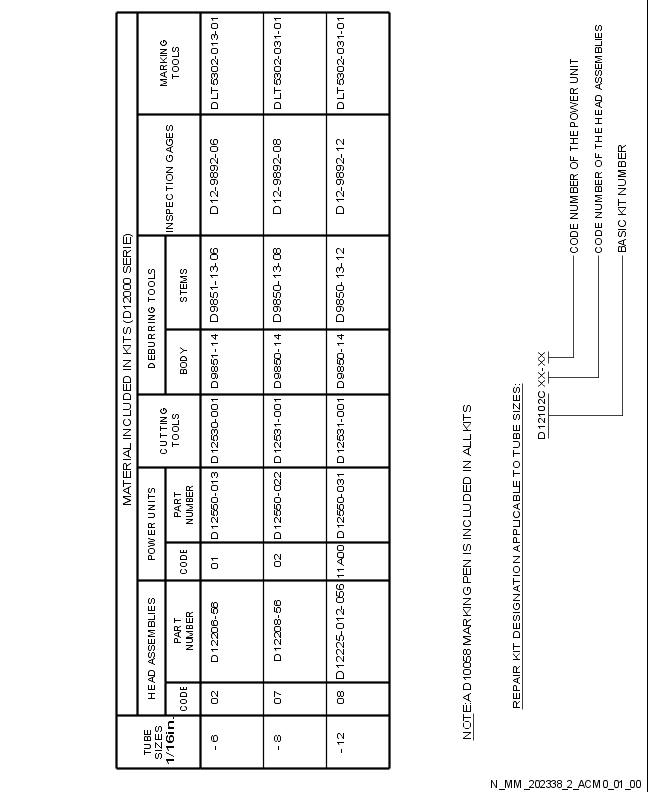 MATERIAL INCLUDED IN KITS (D12000 SERIE)
TUBE SIZES 1/16in.
HEAD ASSEMBLIES
POWER UNITS
CUTTING TOOLS
DEBURRING TOOLS
INSPECTION GAGES
MARKING TOOLS
CODE
PART NUMBER
CODE
PART NUMBER
BODY
STEMS
- 6 02 D12206-56 01 D12550-013 D12530-001 D9851-14 D9851-13-06 D12-9892-06 DLT5302-013-01
- 8 07 D12208-56 02 D12550-022 D12531-001 D9850-14 D9850-13-08 D12-9892-08 DLT5302-031-01
- 12 08 D12225-012-056 11A00 D12550-031 D12531-001 D9850-14 D9850-13-12 D12-9892-12 DLT5302-031-01
NOTE:A D10058 MARKING PEN IS INCLUDED IN ALL KITS
REPAIR KIT DESIGNATION APPLICABLE TO TUBE SIZES:
D12102C XX-XX
CODE NUMBER OF THE POWER UNIT
CODE NUMBER OF THE HEAD ASSEMBLIES
BASIC KIT NUMBER
N_MM_202338_2_ACM0_01_00